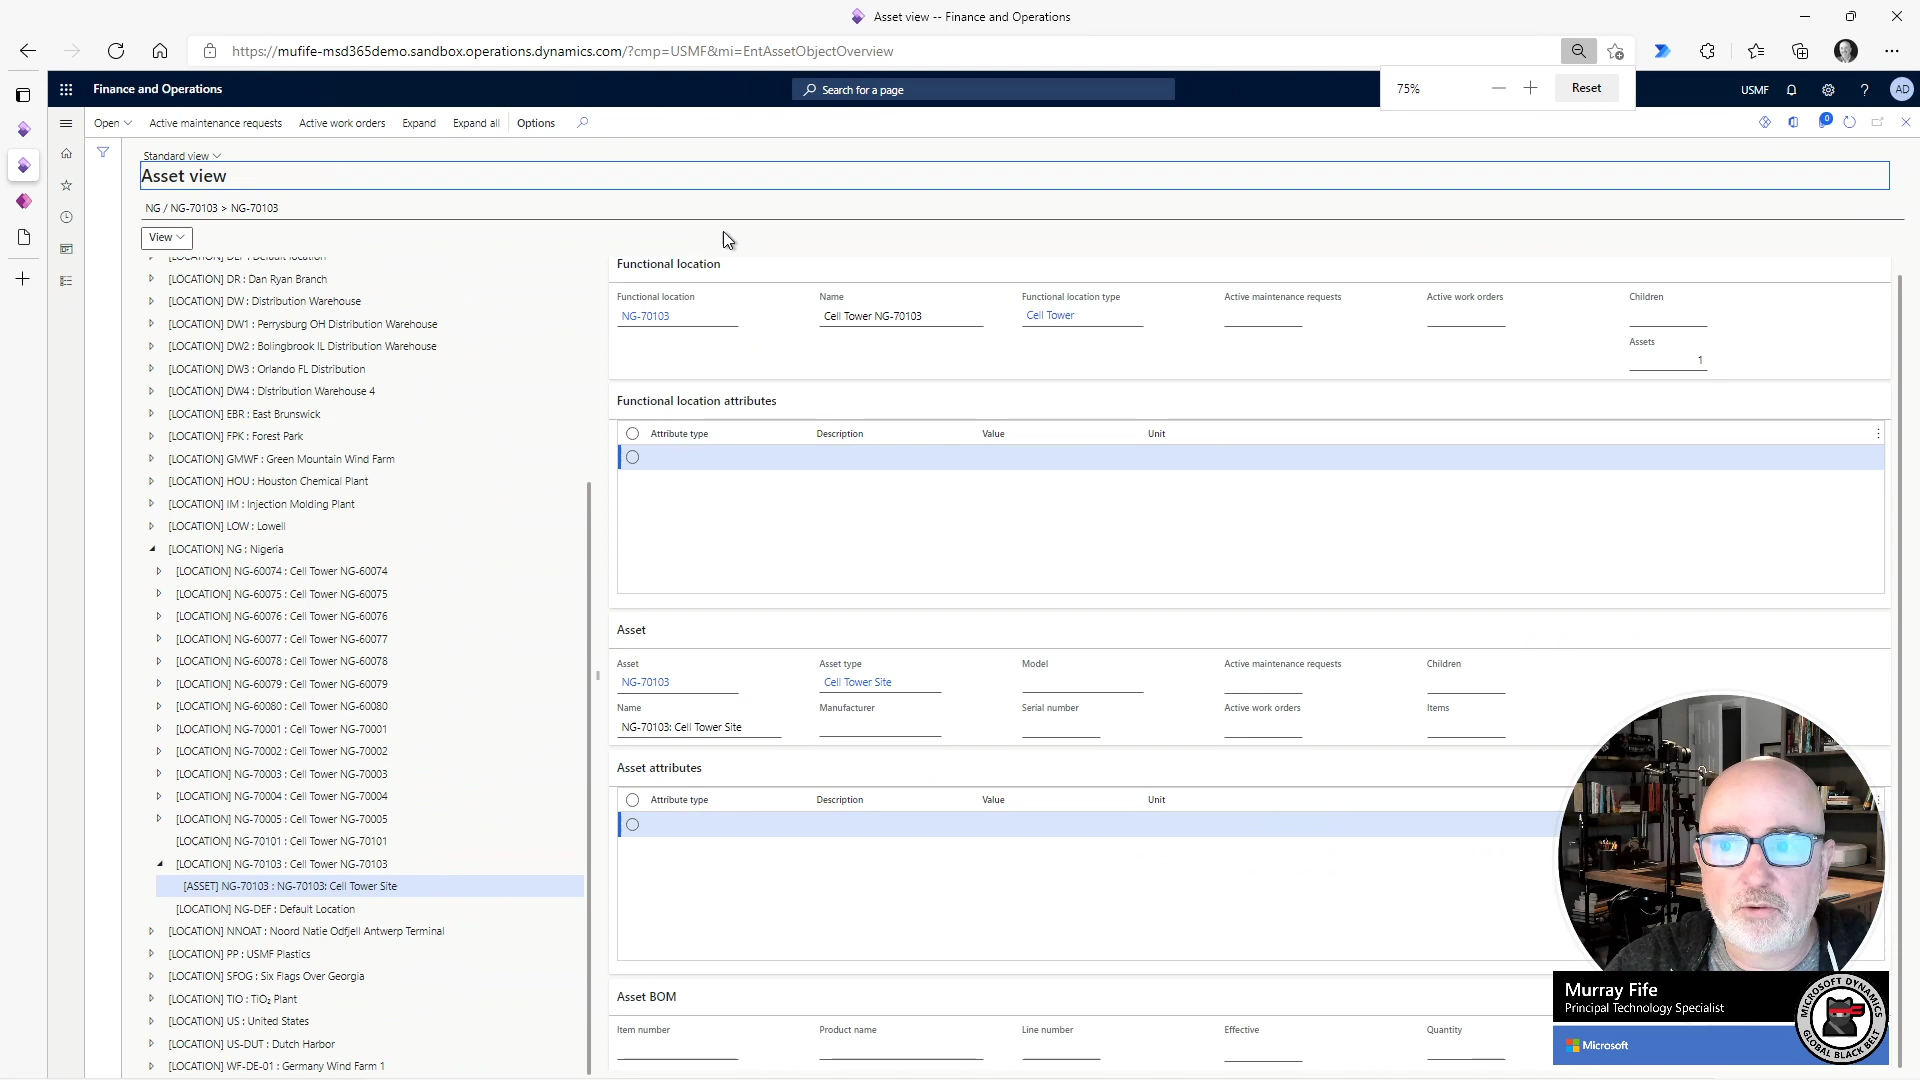 Asset view -- Finance and Operations
https://mufife-msd365demo.sandbox.operations.dynamics.com/?cmp=USMF&mi=EntAssetObjectOverview
Finance and Operations
Search for a page
75%
Reset
USMF
AD
Open
Active maintenance requests
Active work orders
Expand
Expand all
Options
0
Standard view
Asset view
NG / NG-70103 > NG-70103
View
[LOCATION] DEF : Default location
[LOCATION] DR : Dan Ryan Branch
[LOCATION] DW : Distribution Warehouse
[LOCATION] DW1 : Perrysburg OH Distribution Warehouse
[LOCATION] DW2 : Bolingbrook IL Distribution Warehouse
[LOCATION] DW3 : Orlando FL Distribution
[LOCATION] DW4 : Distribution Warehouse 4
[LOCATION] EBR : East Brunswick
[LOCATION] FPK : Forest Park
[LOCATION] GMWF : Green Mountain Wind Farm
[LOCATION] HOU : Houston Chemical Plant
[LOCATION] IM : Injection Molding Plant
[LOCATION] LOW : Lowell
[LOCATION] NG : Nigeria
[LOCATION] NG-60074 : Cell Tower NG-60074
[LOCATION] NG-60075 : Cell Tower NG-60075
[LOCATION] NG-60076 : Cell Tower NG-60076
[LOCATION] NG-60077 : Cell Tower NG-60077
[LOCATION] NG-60078 : Cell Tower NG-60078
[LOCATION] NG-60079 : Cell Tower NG-60079
[LOCATION] NG-60080 : Cell Tower NG-60080
[LOCATION] NG-70001 : Cell Tower NG-70001
[LOCATION] NG-70002 : Cell Tower NG-70002
[LOCATION] NG-70003 : Cell Tower NG-70003
[LOCATION] NG-70004 : Cell Tower NG-70004
[LOCATION] NG-70005 : Cell Tower NG-70005
[LOCATION] NG-70101 : Cell Tower NG-70101
[LOCATION] NG-70103 : Cell Tower NG-70103
[ASSET] NG-70103 : NG-70103: Cell Tower Site
[LOCATION] NG-DEF : Default Location
[LOCATION] NNOAT : Noord Natie Odfjell Antwerp Terminal
[LOCATION] PP : USMF Plastics
[LOCATION] SFOG : Six Flags Over Georgia
[LOCATION] TIO : TiO₂ Plant
[LOCATION] US : United States
[LOCATION] US-DUT : Dutch Harbor
[LOCATION] WF-DE-01 : Germany Wind Farm 1
Functional location
Functional location
Name
Functional location type
Active maintenance requests
Active work orders
Children
NG-70103
Cell Tower NG-70103
Cell Tower
Assets
1
Functional location attributes
Attribute type
Description
Value
Unit
Asset
Asset
Asset type
Model
Active maintenance requests
Children
NG-70103
Cell Tower Site
Name
Manufacturer
Serial number
Active work orders
Items
NG-70103: Cell Tower Site
Asset attributes
Attribute type
Description
Value
Unit
Asset BOM
Item number
Product name
Line number
Effective
Quantity
Murray Fife
Principal Technology Specialist
Microsoft
MICROSOFT DYNAMICS
GLOBAL BLACK BELT